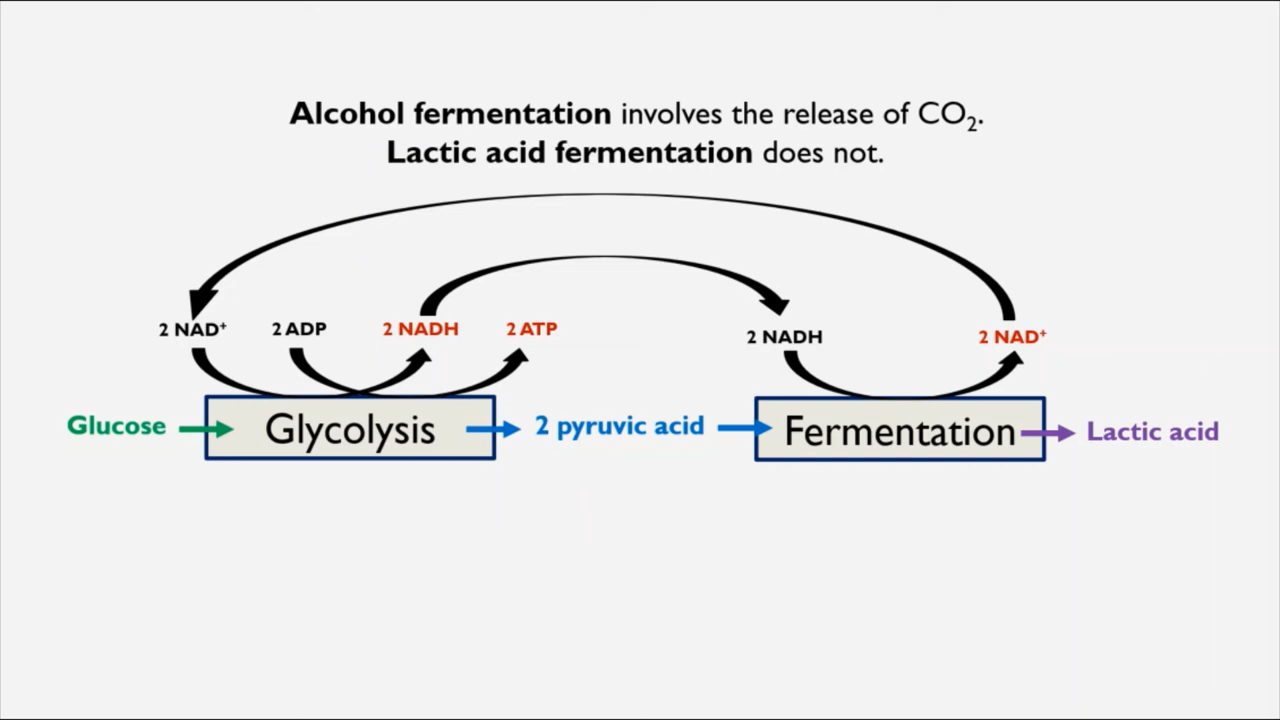 Alcohol fermentation involves the release of CO₂.
Lactic acid fermentation does not.
2 NAD⁺ 2 ADP 2 NADH 2 ATP 2 NADH 2 NAD⁺
Glucose Glycolysis 2 pyruvic acid Fermentation Lactic acid